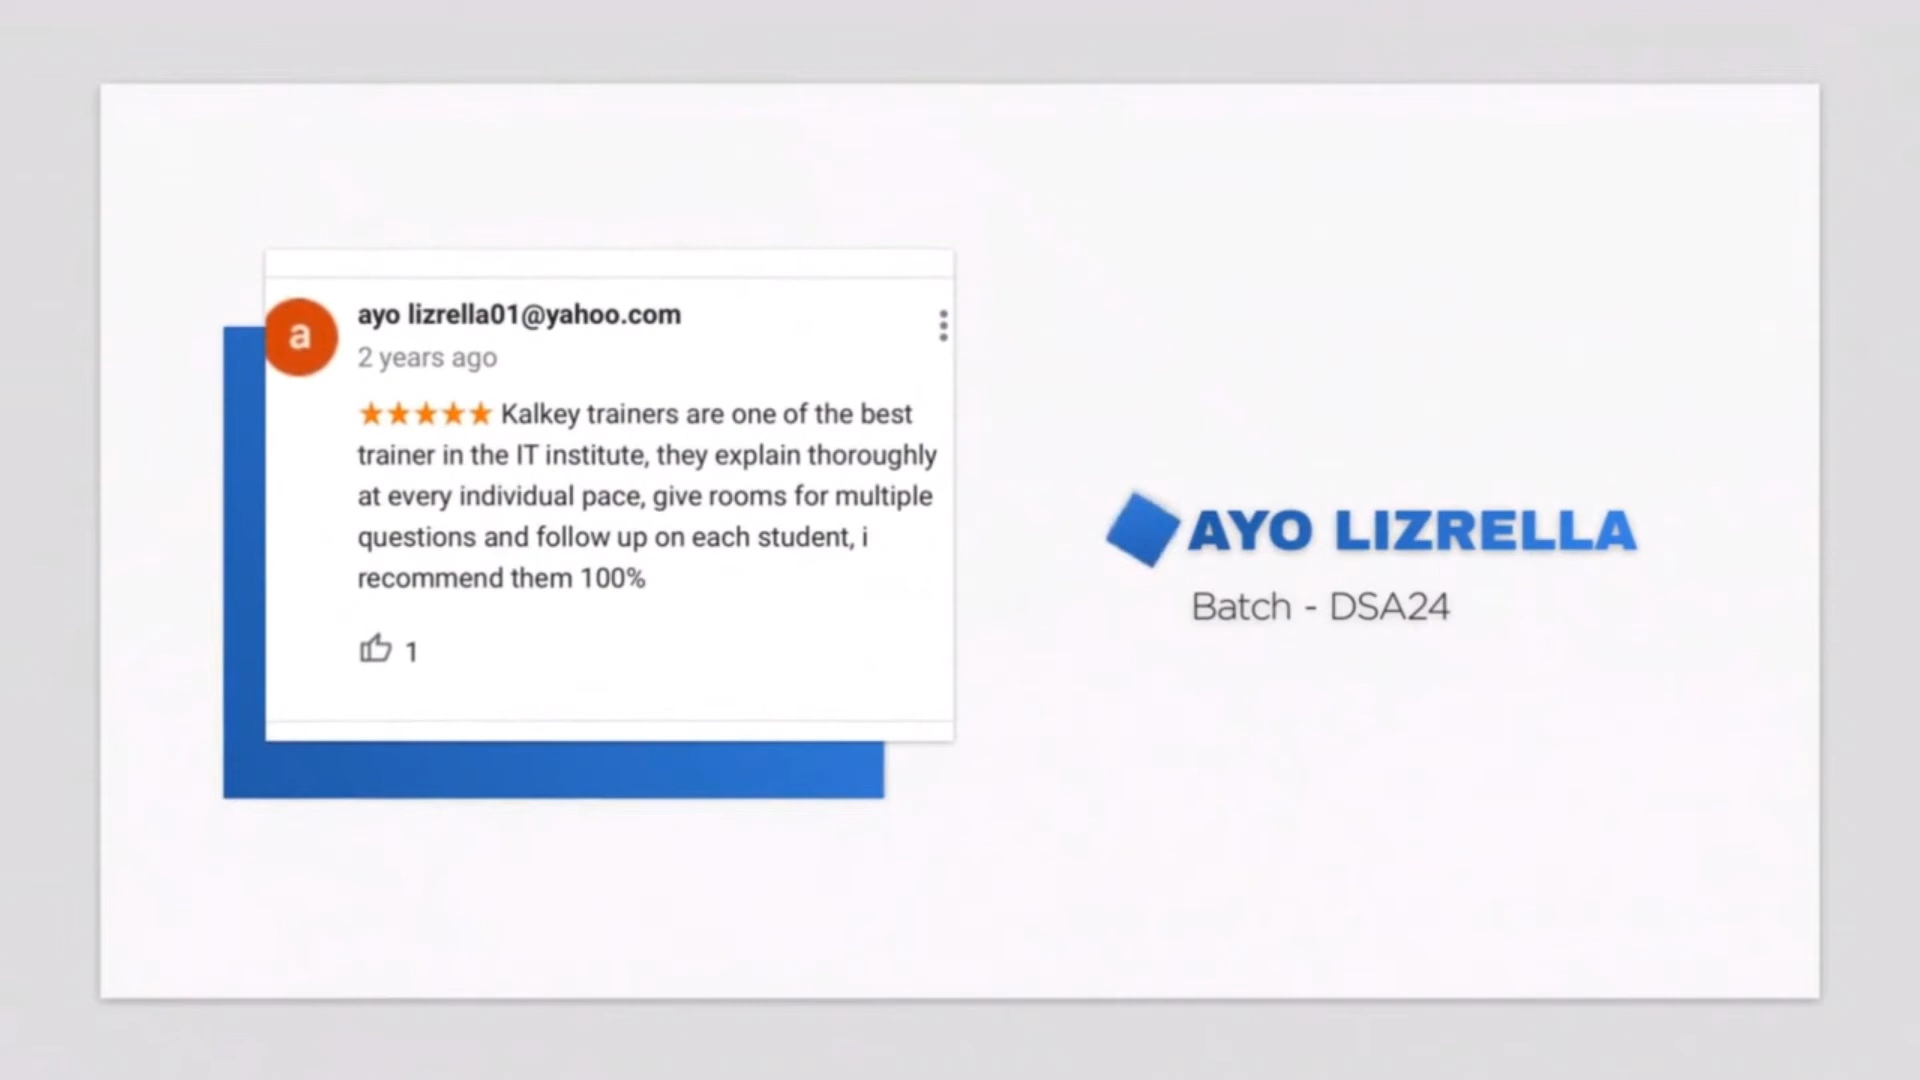 a
ayo lizrella01@yahoo.com
2 years ago
★★★★★ Kalkey trainers are one of the best
trainer in the IT institute, they explain thoroughly
at every individual pace, give rooms for multiple
questions and follow up on each student, i
recommend them 100%
1
AYO LIZRELLA
Batch - DSA24